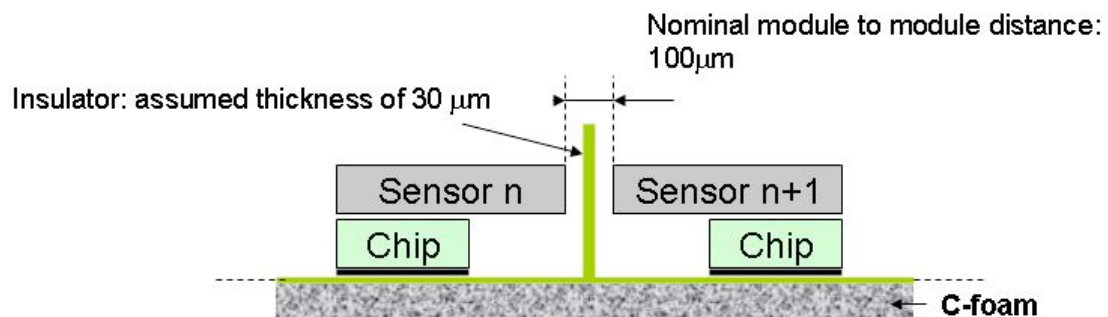 Nominal module to module distance:
100μm
Insulator: assumed thickness of 30 μm
Sensor n
Sensor n+1
Chip
Chip
C-foam